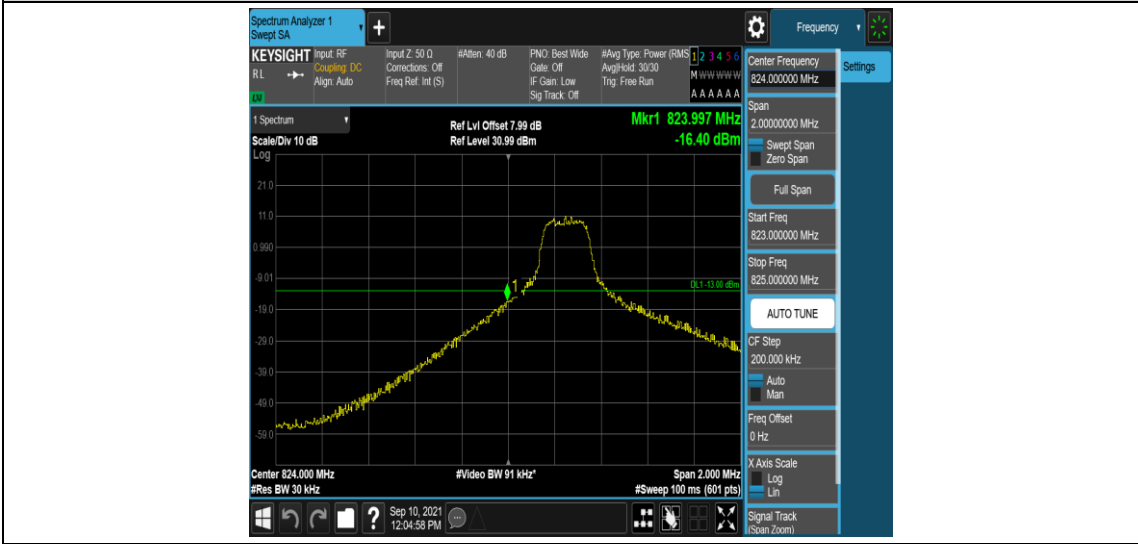 Spectrum Analyzer 1
Swept SA
+
Frequency
KEYSIGHT
RL
LXI
Input: RF
Coupling: DC
Align: Auto
Input Z: 50 Ω
Corrections: Off
Freq Ref: Int (S)
#Atten: 40 dB
PNO: Best Wide
Gate: Off
IF Gain: Low
Sig Track: Off
#Avg Type: Power (RMS
Avg|Hold: 30/30
Trig: Free Run
1 2 3 4 5 6
M W W W W W
A A A A A A
1 Spectrum
Scale/Div 10 dB
Log
Ref Lvl Offset 7.99 dB
Ref Level 30.99 dBm
Mkr1 823.997 MHz
-16.40 dBm
21.0
11.0
0.990
-9.01
-19.0
-29.0
-39.0
-49.0
-59.0
1
DL1 -13.00 dBm
Center 824.000 MHz
#Res BW 30 kHz
#Video BW 91 kHz*
Span 2.000 MHz
#Sweep 100 ms (601 pts)
?
Sep 10, 2021
12:04:58 PM
Center Frequency
824.000000 MHz
Settings
Span
2.00000000 MHz
Swept Span
Zero Span
Full Span
Start Freq
823.000000 MHz
Stop Freq
825.000000 MHz
AUTO TUNE
CF Step
200.000 kHz
Auto
Man
Freq Offset
0 Hz
X Axis Scale
Log
Lin
Signal Track
(Span Zoom)